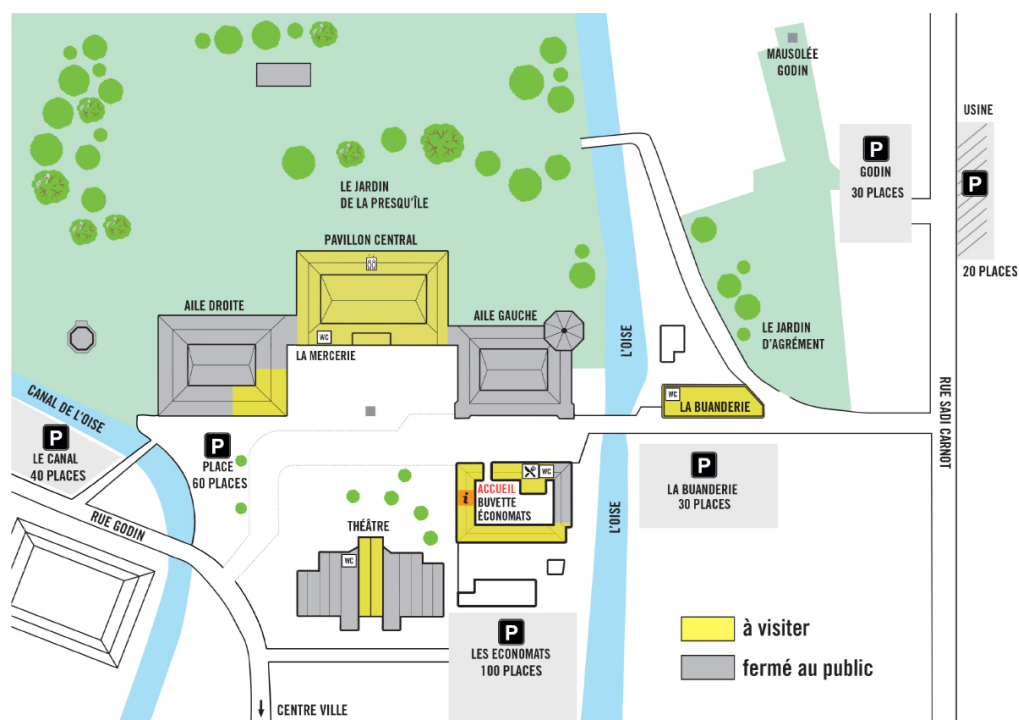 MAUSOLÉE
GODIN
USINE
P
GODIN
30 PLACES
P
20 PLACES
LE JARDIN
DE LA PRESQU'ÎLE
PAVILLON CENTRAL
AILE DROITE
AILE GAUCHE
WC
LA MERCERIE
L'OISE
LE JARDIN
D'AGRÉMENT
WC
LA BUANDERIE
RUE SADI CARNOT
CANAL DE L'OISE
P
LE CANAL
40 PLACES
P
PLACE
60 PLACES
RUE GODIN
ACCUEIL
BUVETTE
ÉCONOMATS
i
WC
P
LA BUANDERIE
30 PLACES
L'OISE
THÉÂTRE
WC
P
LES ECONOMATS
100 PLACES
à visiter
fermé au public
CENTRE VILLE